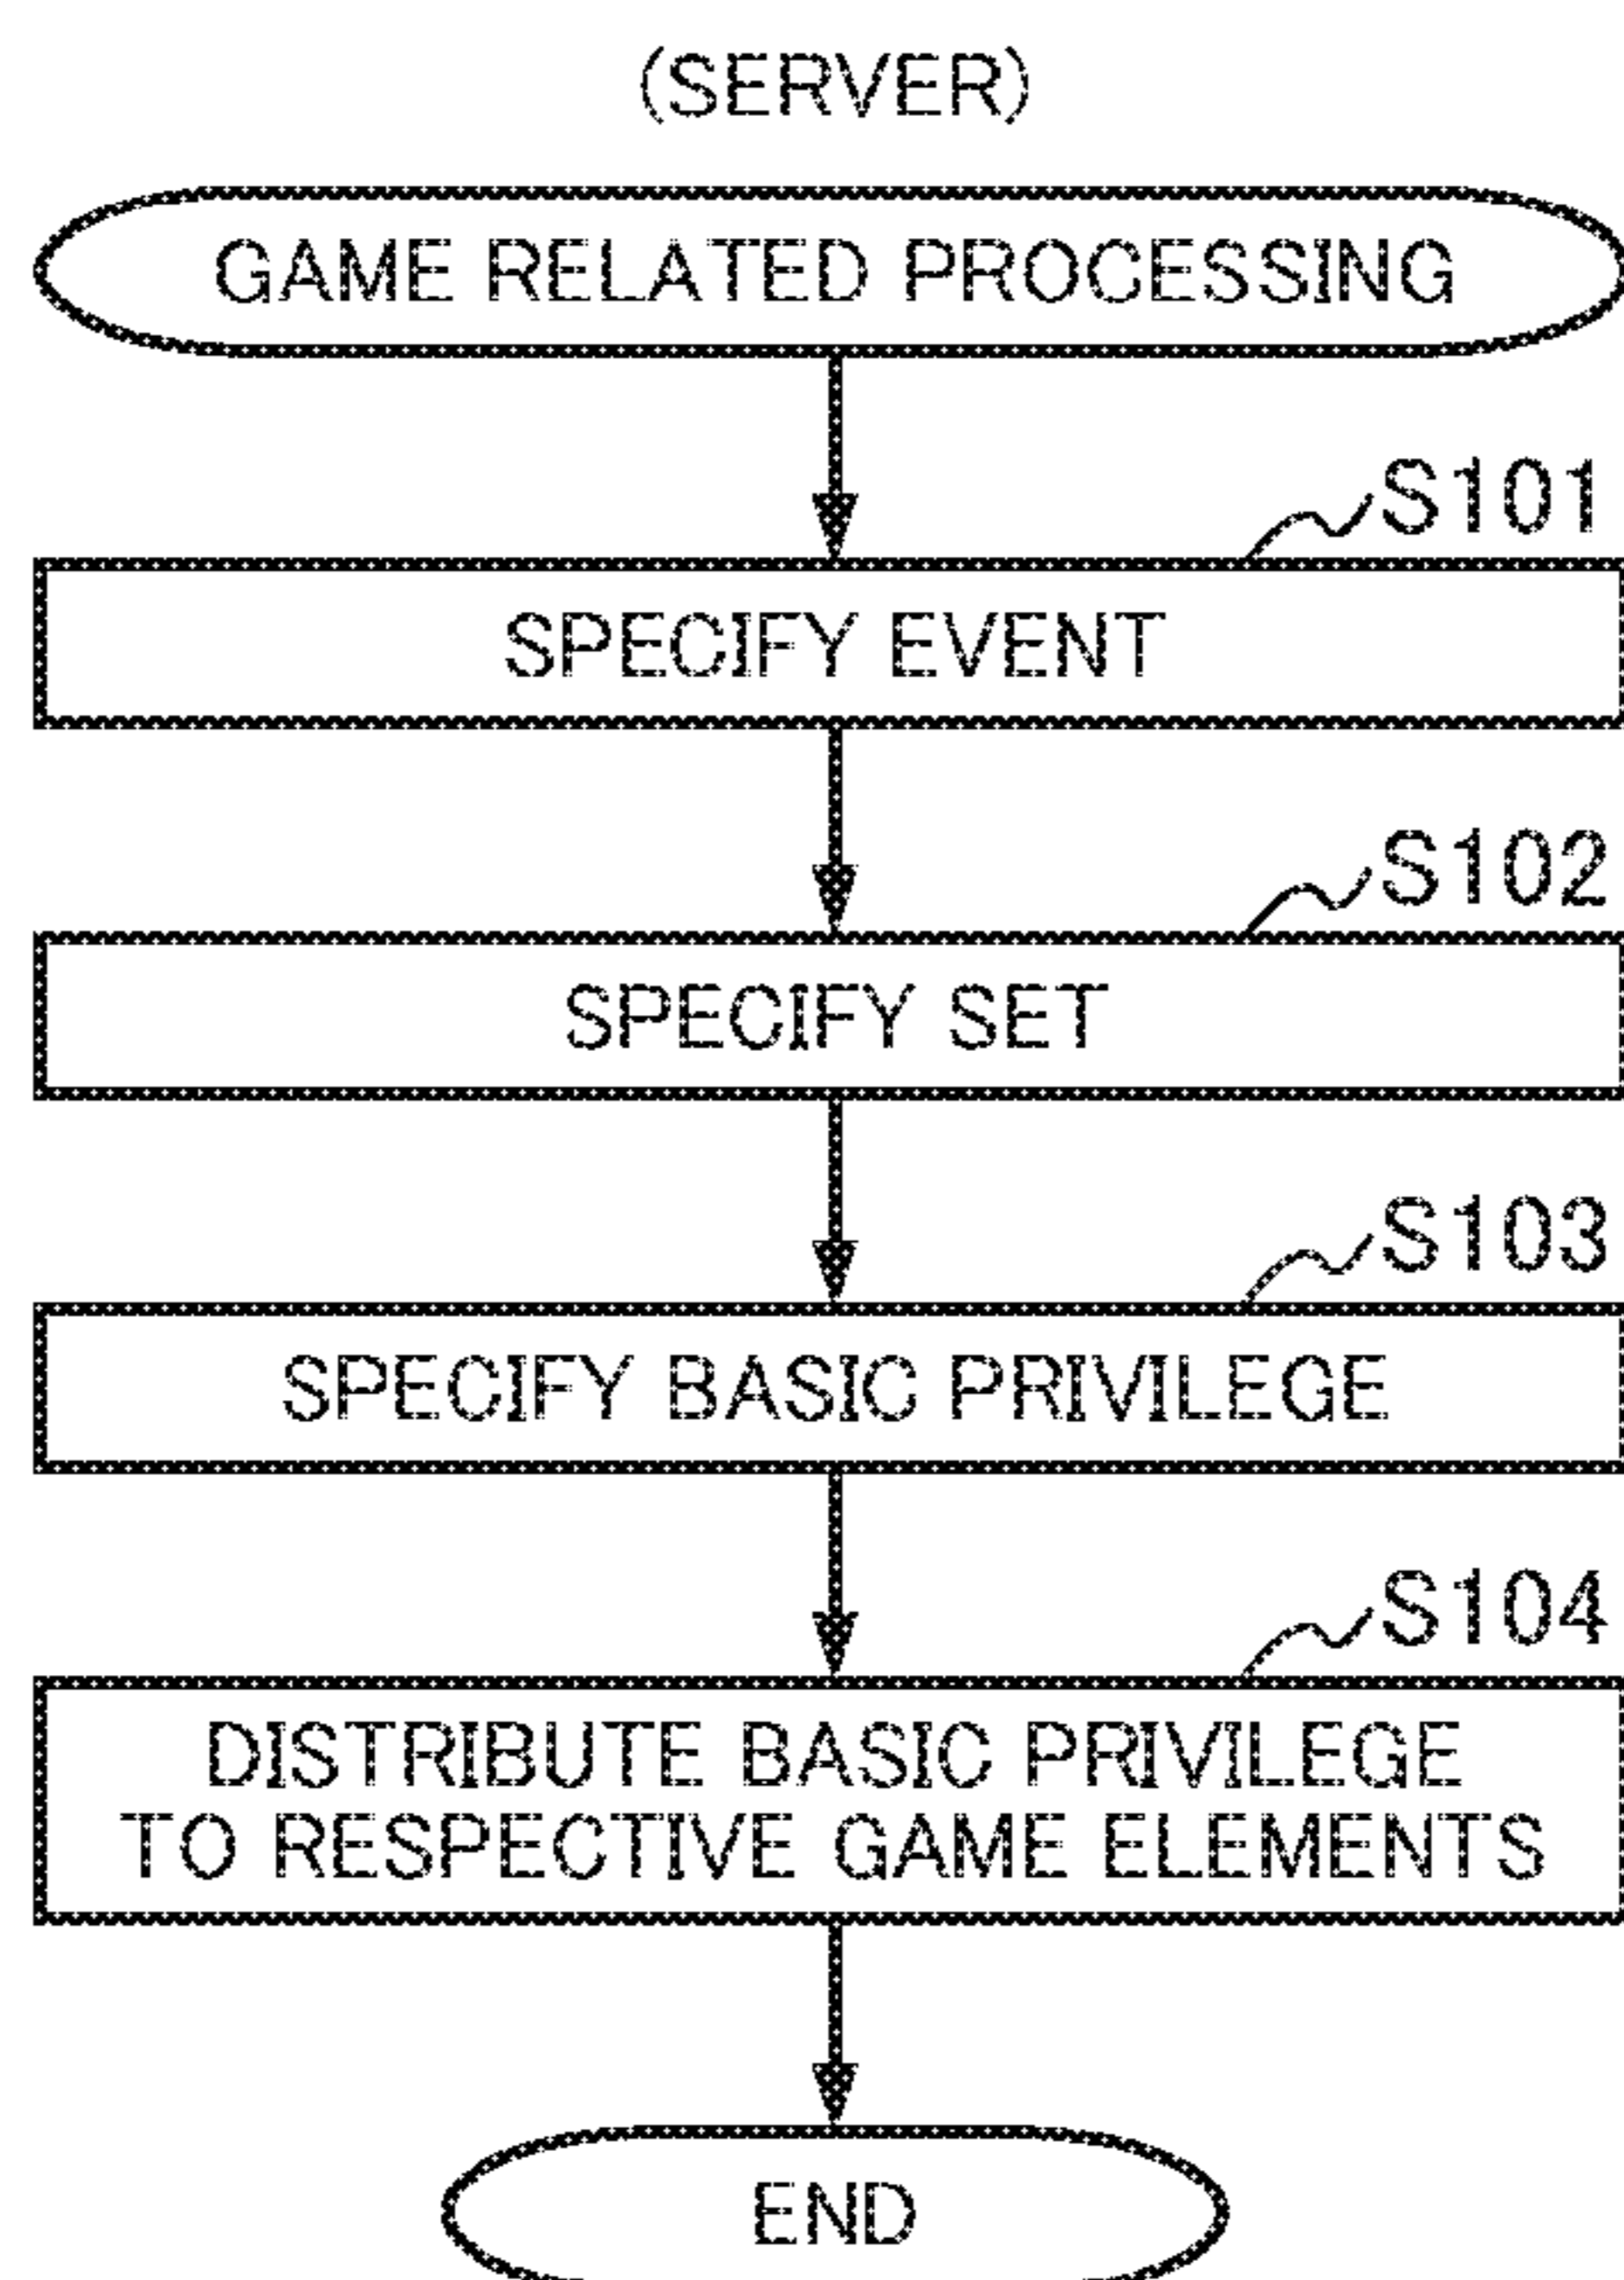 (SERVER)
GAME RELATED PROCESSING
S101
SPECIFY EVENT
S102
SPECIFY SET
S103
SPECIFY BASIC PRIVILEGE
S104
DISTRIBUTE BASIC PRIVILEGE
TO RESPECTIVE GAME ELEMENTS
END